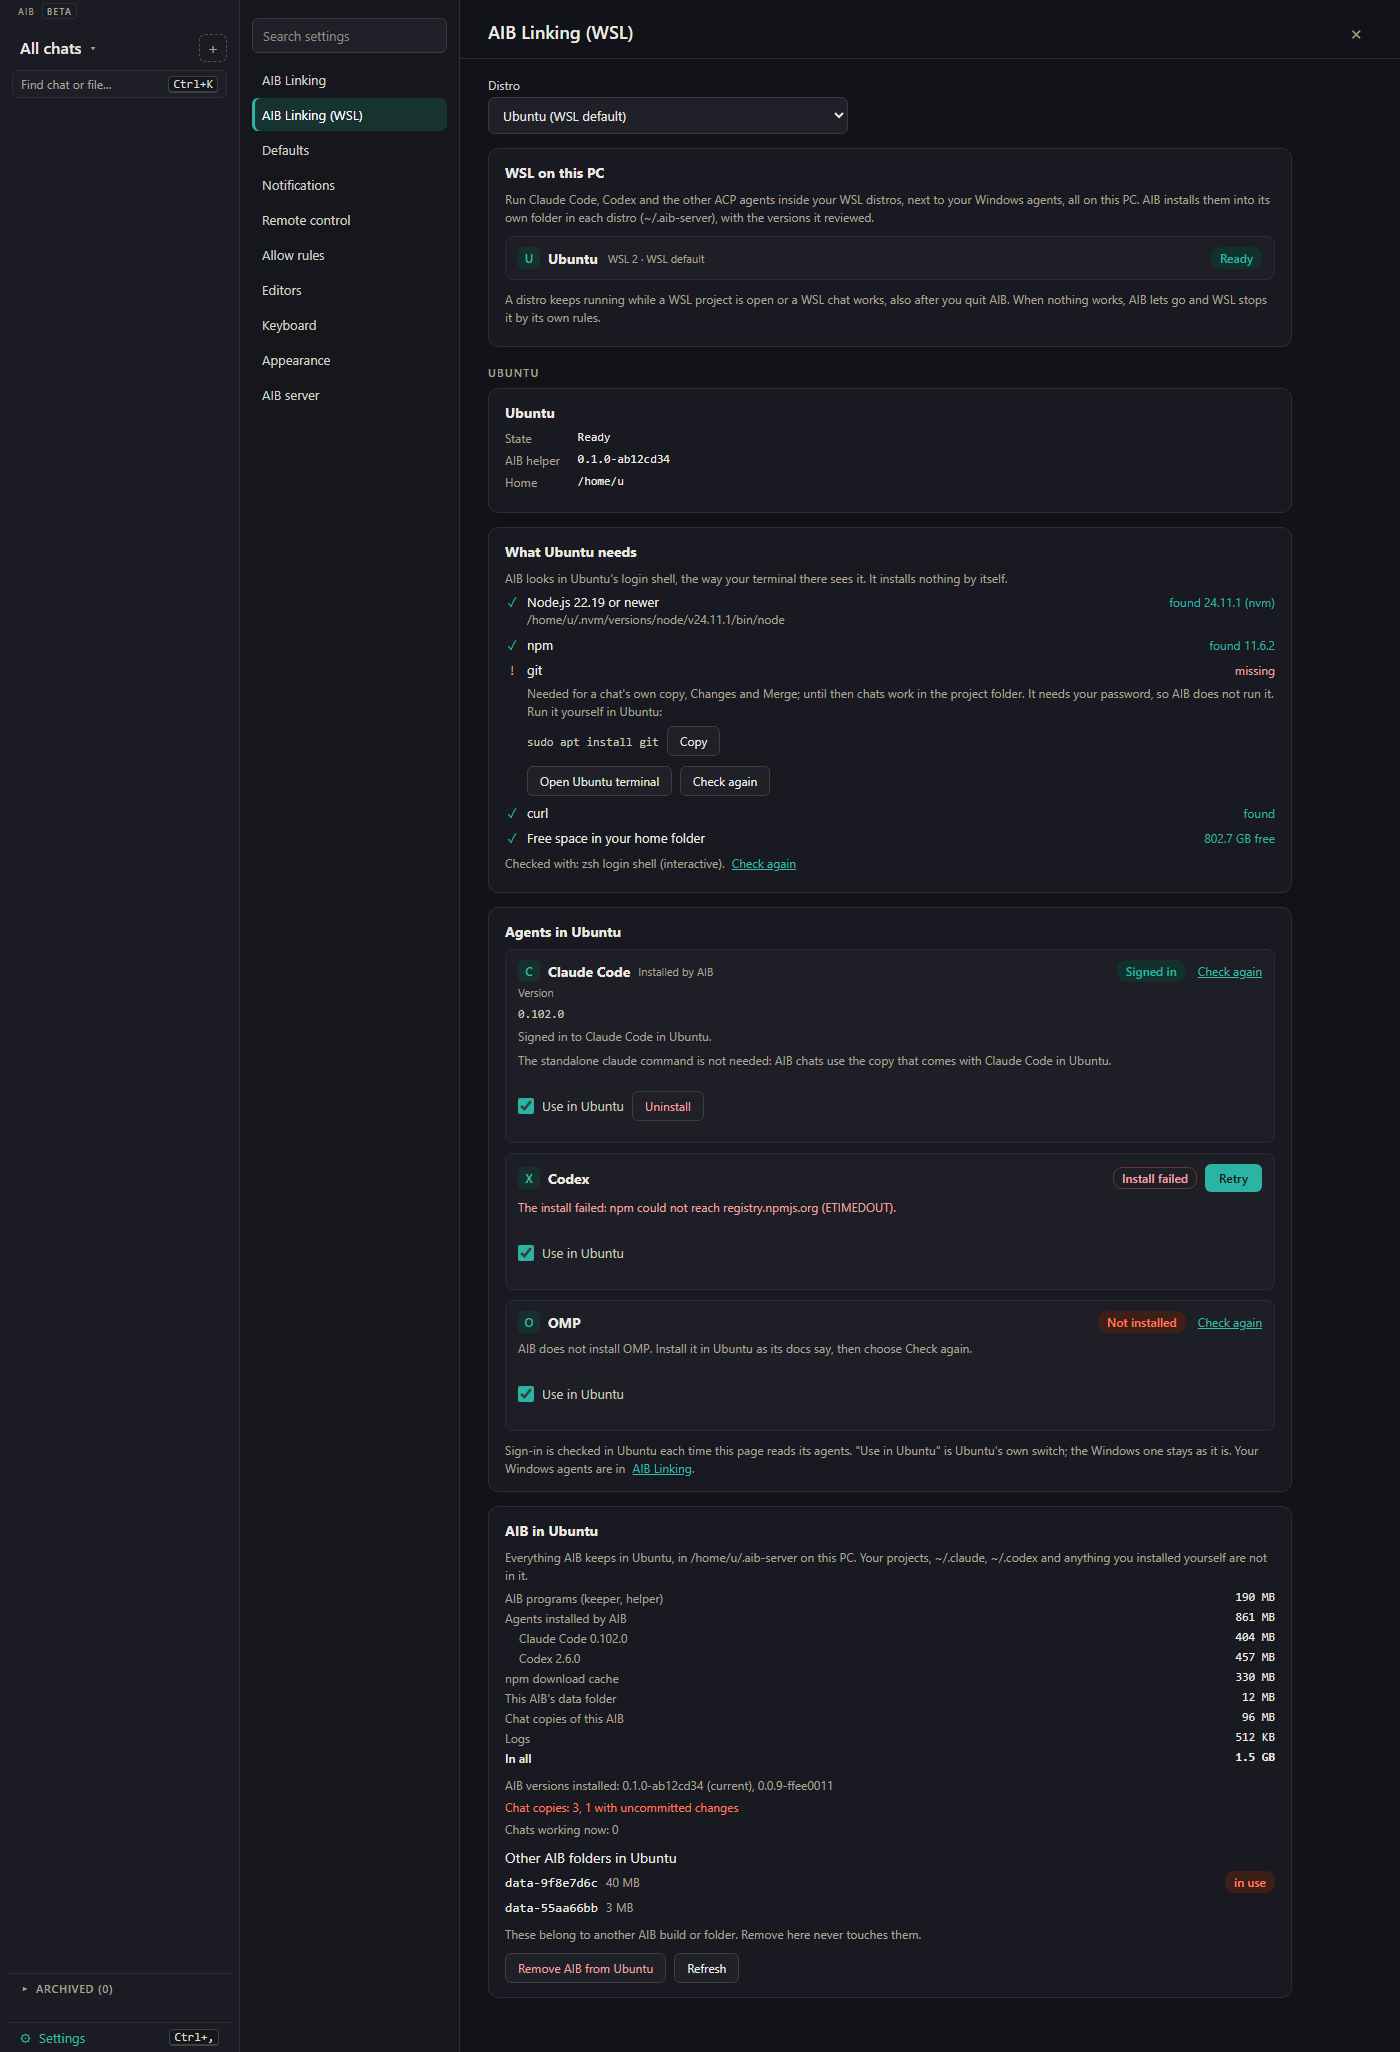 AIB BETA
All chats
+
Find chat or file... Ctrl+K
ARCHIVED (0)
Settings Ctrl+,
Search settings
AIB Linking
AIB Linking (WSL)
Defaults
Notifications
Remote control
Allow rules
Editors
Keyboard
Appearance
AIB server
AIB Linking (WSL)
Distro
Ubuntu (WSL default)
WSL on this PC
Run Claude Code, Codex and the other ACP agents inside your WSL distros, next to your Windows agents, all on this PC. AIB installs them into its
own folder in each distro (~/.aib-server), with the versions it reviewed.
U Ubuntu WSL 2 · WSL default Ready
A distro keeps running while a WSL project is open or a WSL chat works, also after you quit AIB. When nothing works, AIB lets go and WSL stops
it by its own rules.
UBUNTU
Ubuntu
State Ready
AIB helper 0.1.0-ab12cd34
Home /home/u
What Ubuntu needs
AIB looks in Ubuntu's login shell, the way your terminal there sees it. It installs nothing by itself.
✓ Node.js 22.19 or newer found 24.11.1 (nvm)
/home/u/.nvm/versions/node/v24.11.1/bin/node
✓ npm found 11.6.2
! git missing
Needed for a chat's own copy, Changes and Merge; until then chats work in the project folder. It needs your password, so AIB does not run it.
Run it yourself in Ubuntu:
sudo apt install git Copy
Open Ubuntu terminal Check again
✓ curl found
✓ Free space in your home folder 802.7 GB free
Checked with: zsh login shell (interactive). Check again
Agents in Ubuntu
C Claude Code Installed by AIB Signed in Check again
Version
0.102.0
Signed in to Claude Code in Ubuntu.
The standalone claude command is not needed: AIB chats use the copy that comes with Claude Code in Ubuntu.
Use in Ubuntu Uninstall
X Codex Install failed Retry
The install failed: npm could not reach registry.npmjs.org (ETIMEDOUT).
Use in Ubuntu
O OMP Not installed Check again
AIB does not install OMP. Install it in Ubuntu as its docs say, then choose Check again.
Use in Ubuntu
Sign-in is checked in Ubuntu each time this page reads its agents. "Use in Ubuntu" is Ubuntu's own switch; the Windows one stays as it is. Your
Windows agents are in AIB Linking.
AIB in Ubuntu
Everything AIB keeps in Ubuntu, in /home/u/.aib-server on this PC. Your projects, ~/.claude, ~/.codex and anything you installed yourself are not
in it.
AIB programs (keeper, helper) 190 MB
Agents installed by AIB 861 MB
Claude Code 0.102.0 404 MB
Codex 2.6.0 457 MB
npm download cache 330 MB
This AIB's data folder 12 MB
Chat copies of this AIB 96 MB
Logs 512 KB
In all 1.5 GB
AIB versions installed: 0.1.0-ab12cd34 (current), 0.0.9-ffee0011
Chat copies: 3, 1 with uncommitted changes
Chats working now: 0
Other AIB folders in Ubuntu
data-9f8e7d6c 40 MB in use
data-55aa66bb 3 MB
These belong to another AIB build or folder. Remove here never touches them.
Remove AIB from Ubuntu Refresh